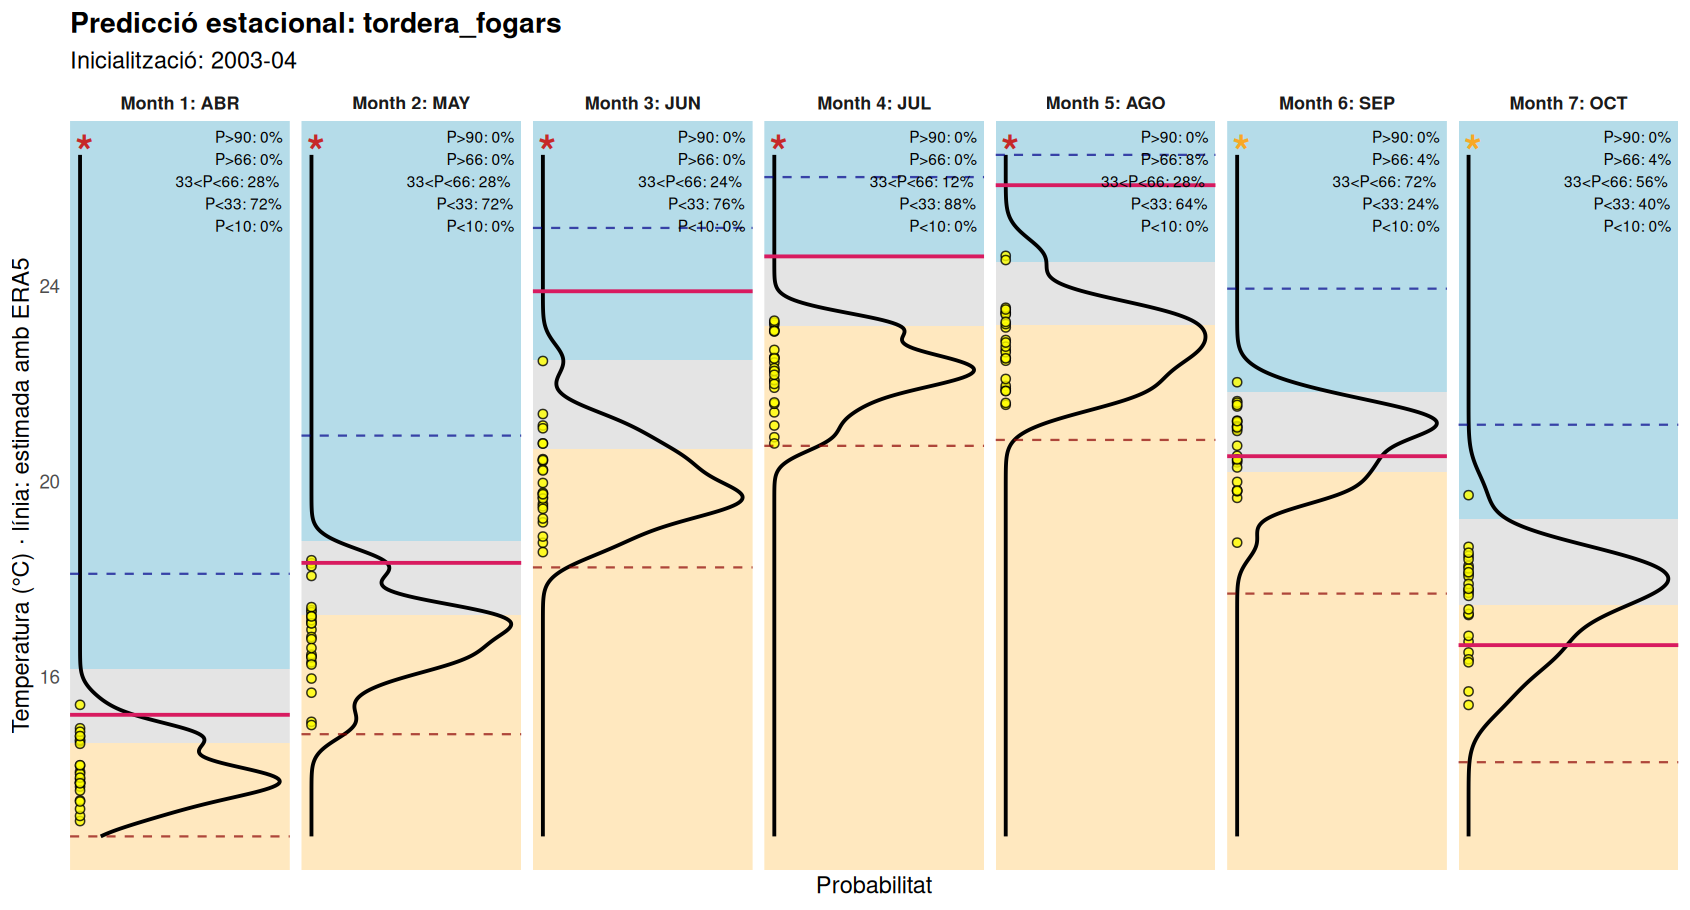 Predicció estacional: tordera_fogars
Inicialització: 2003-04
Month 1: ABR
Month 2: MAY
Month 3: JUN
Month 4: JUL
Month 5: AGO
Month 6: SEP
Month 7: OCT
*
P>90: 0%
P>66: 0%
33<P<66: 28%
P<33: 72%
P<10: 0%
*
P>90: 0%
P>66: 0%
33<P<66: 28%
P<33: 72%
P<10: 0%
*
P>90: 0%
P>66: 0%
33<P<66: 24%
P<33: 76%
P<10: 0%
*
P>90: 0%
P>66: 0%
33<P<66: 12%
P<33: 88%
P<10: 0%
*
P>90: 0%
P>66: 8%
33<P<66: 28%
P<33: 64%
P<10: 0%
*
P>90: 0%
P>66: 4%
33<P<66: 72%
P<33: 24%
P<10: 0%
*
P>90: 0%
P>66: 4%
33<P<66: 56%
P<33: 40%
P<10: 0%
Temperatura (°C) · línia: estimada amb ERA5
24
20
16
Probabilitat